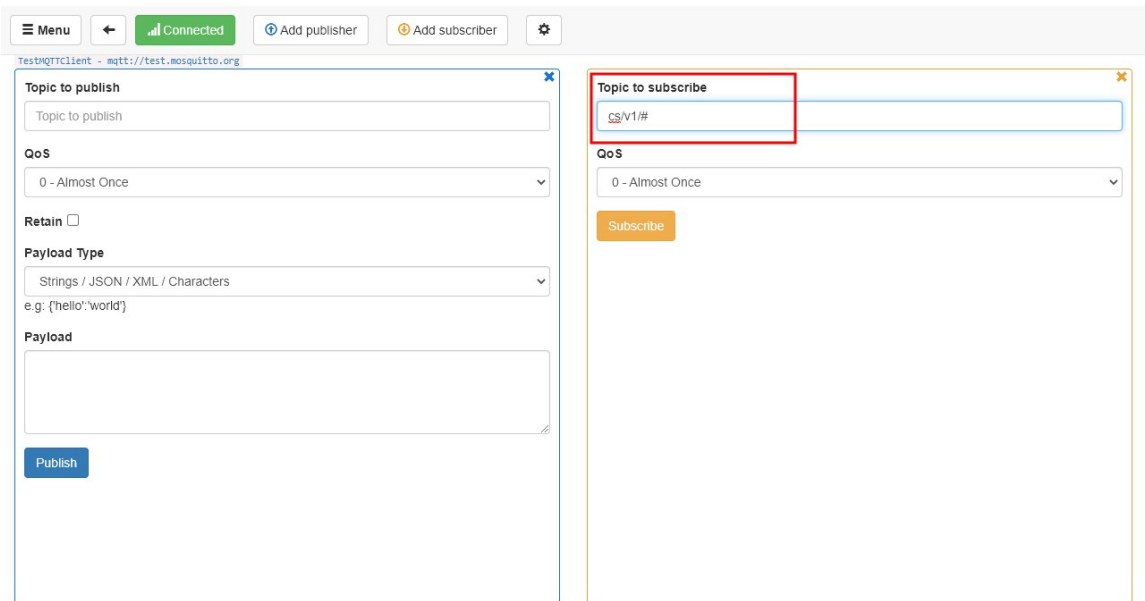 Menu
Connected
Add publisher
Add subscriber
TestMQTTClient - mqtt://test.mosquitto.org
Topic to publish
Topic to publish
QoS
0 - Almost Once
Retain
Payload Type
Strings / JSON / XML / Characters
e.g: {'hello':'world'}
Payload
Publish
Topic to subscribe
cs/v1/#
QoS
0 - Almost Once
Subscribe